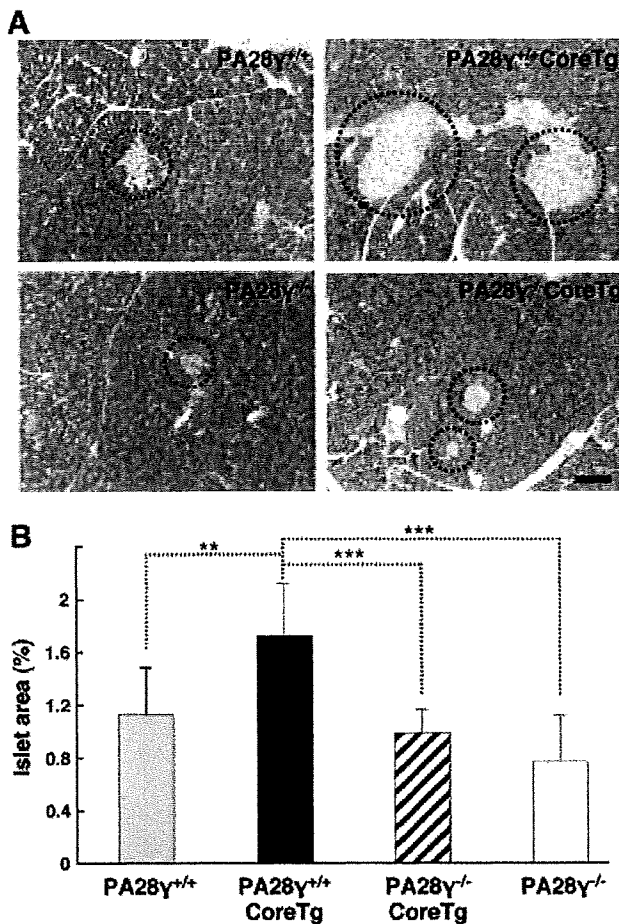 A
PA28γ+/+
PA28γ+/+CoreTg
PA28γ-/-
PA28γ-/-CoreTg
B
Islet area (%)
2
1.6
1.2
0.8
0.4
0
**
***
***
PA28γ+/+
PA28γ+/+
CoreTg
PA28γ-/-
CoreTg
PA28γ-/-